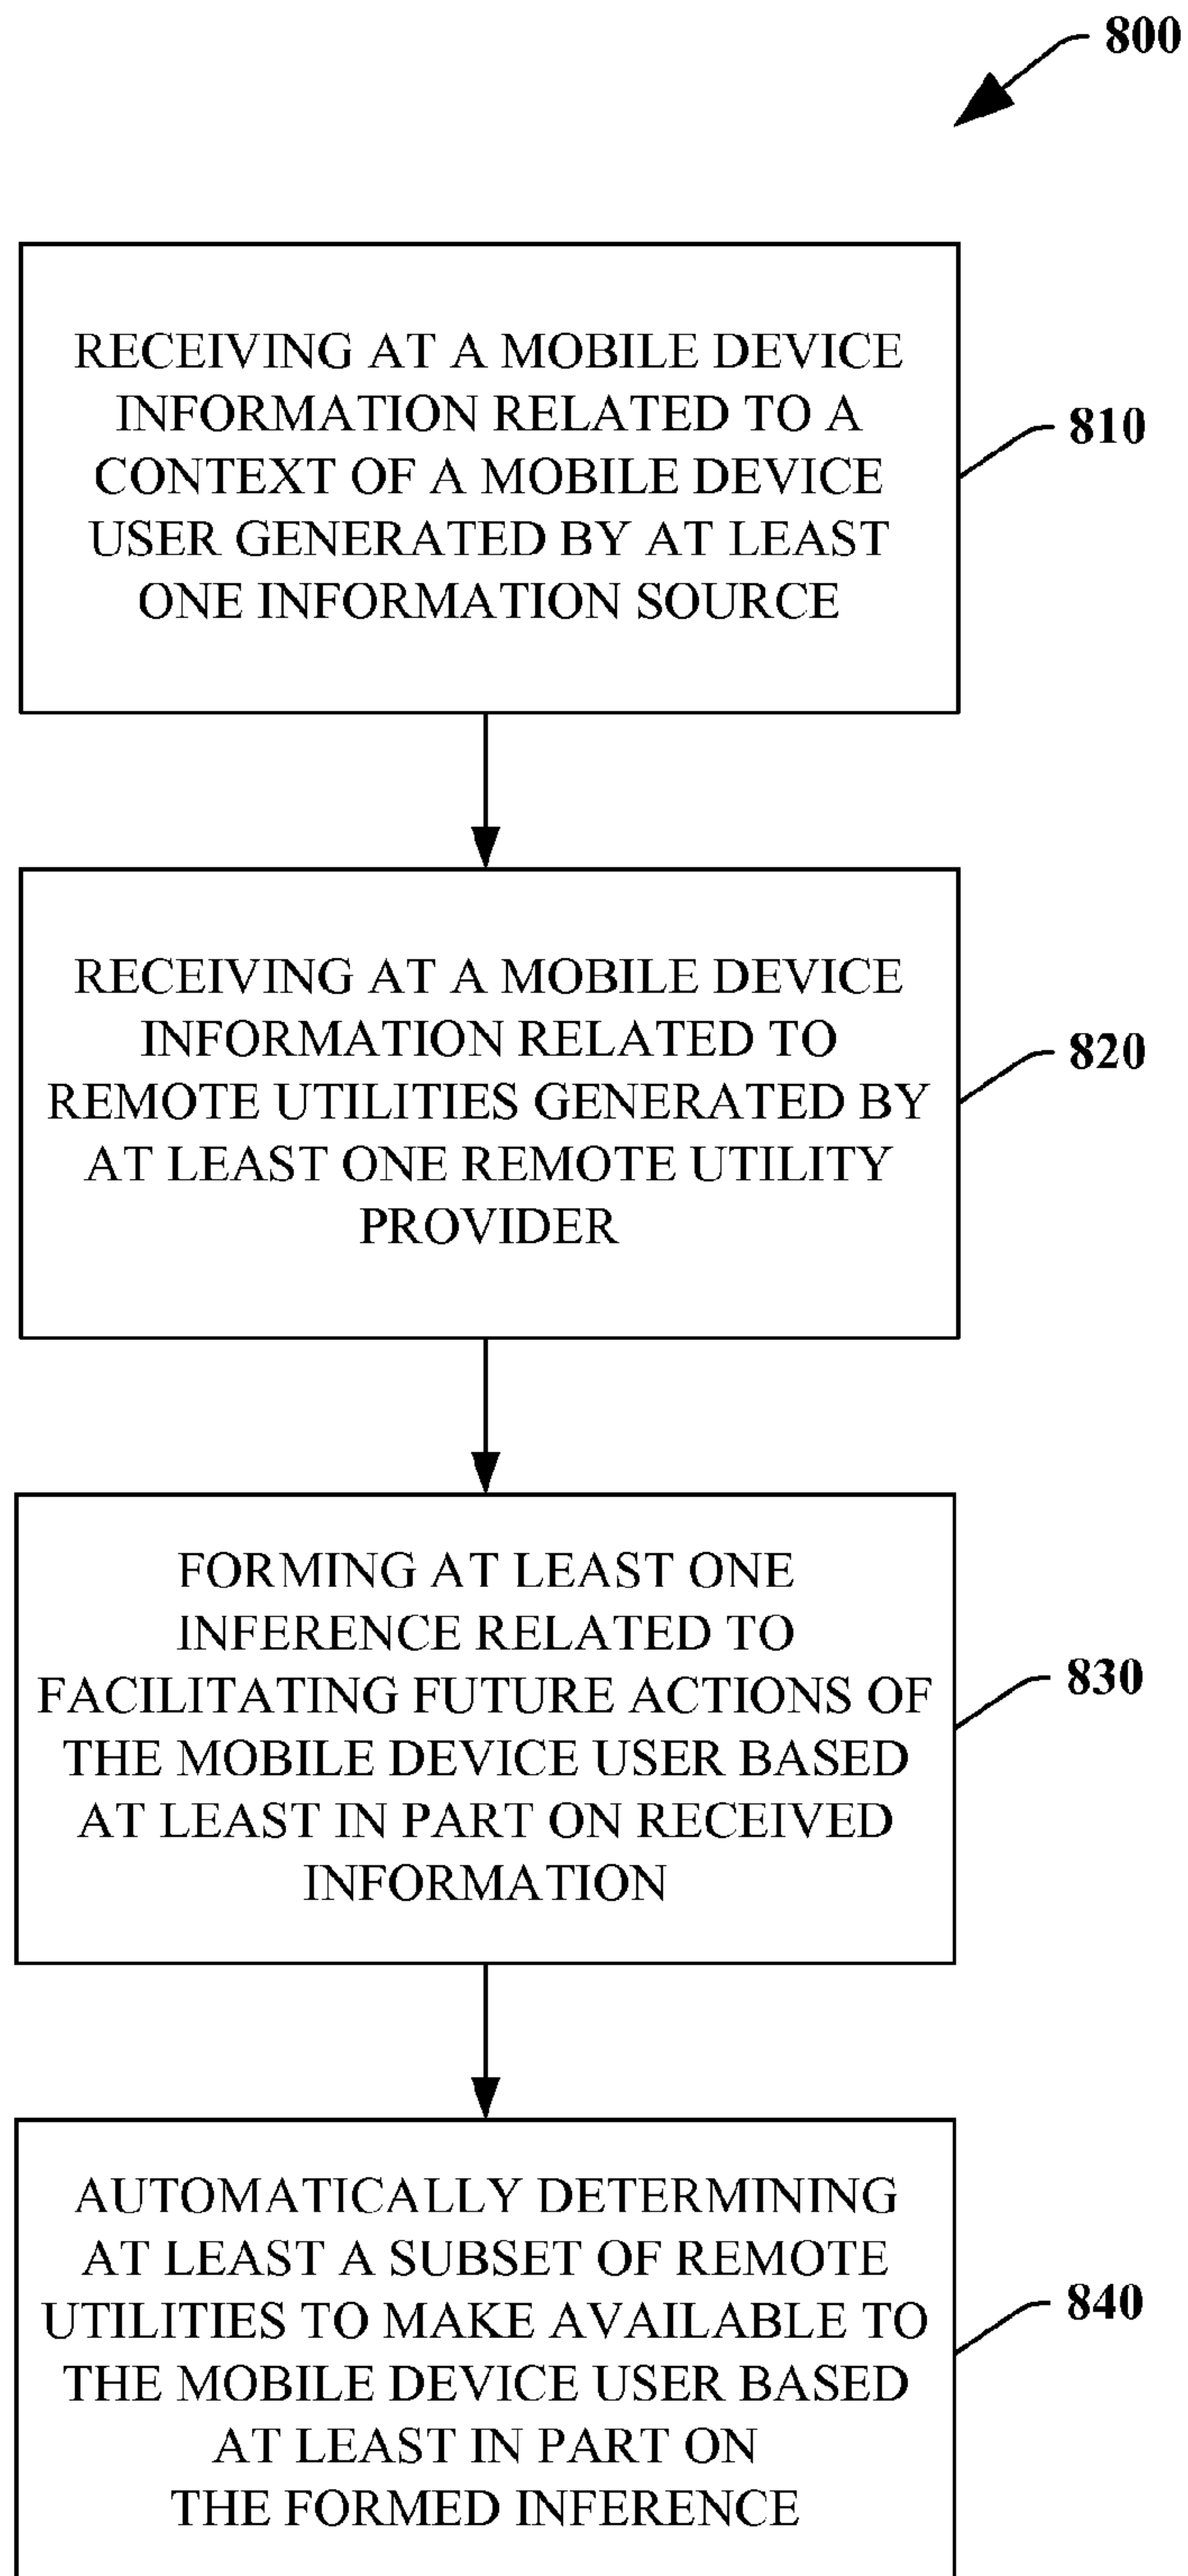 800
RECEIVING AT A MOBILE DEVICE
INFORMATION RELATED TO A
CONTEXT OF A MOBILE DEVICE
USER GENERATED BY AT LEAST
ONE INFORMATION SOURCE
810
RECEIVING AT A MOBILE DEVICE
INFORMATION RELATED TO
REMOTE UTILITIES GENERATED BY
AT LEAST ONE REMOTE UTILITY
PROVIDER
820
FORMING AT LEAST ONE
INFERENCE RELATED TO
FACILITATING FUTURE ACTIONS OF
THE MOBILE DEVICE USER BASED
AT LEAST IN PART ON RECEIVED
INFORMATION
830
AUTOMATICALLY DETERMINING
AT LEAST A SUBSET OF REMOTE
UTILITIES TO MAKE AVAILABLE TO
THE MOBILE DEVICE USER BASED
AT LEAST IN PART ON
THE FORMED INFERENCE
840